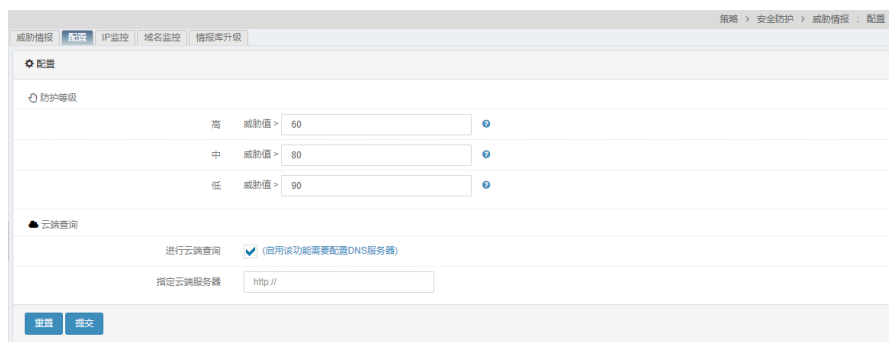 策略 > 安全防护 > 威胁情报 : 配置
威胁情报 配置 IP监控 域名监控 情报库升级
配置
防护等级
高 威胁值 > 60
中 威胁值 > 80
低 威胁值 > 90
云端查询
进行云端查询 (启用该功能需要配置DNS服务器)
指定云端服务器 http://
重置 提交